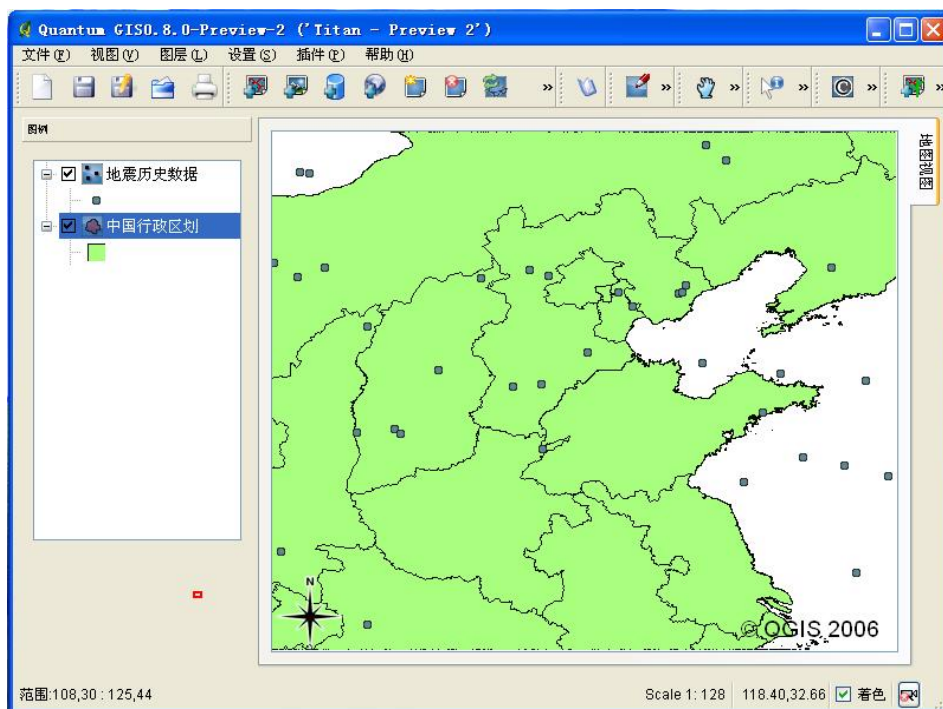 Quantum GIS0.8.0-Preview-2 ('Titan - Preview 2')
文件(F) 视图(V) 图层(L) 设置(S) 插件(P) 帮助(H)
图例
地震历史数据
中国行政区划
地图视图
N
© QGIS 2006
范围:108,30 : 125,44 Scale 1: 128 118.40,32.66 着色